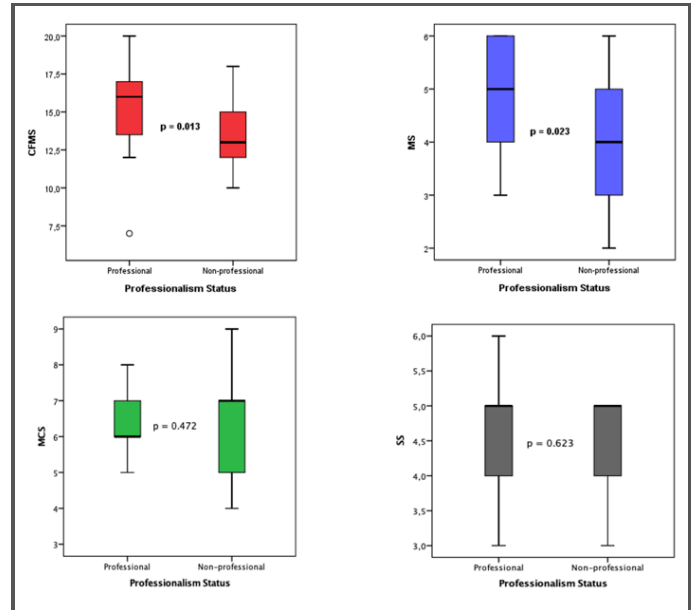 20,0
17,5
15,0
12,5
10,0
7,5
CFMS
p = 0.013
Professional Non-professional
Professionalism Status
6
5
4
3
2
MS
p = 0.023
Professional Non-professional
Professionalism Status
9
8
7
6
5
4
3
MCS
p = 0.472
Professional Non-professional
Professionalism Status
6,0
5,5
5,0
4,5
4,0
3,5
3,0
SS
p = 0.623
Professional Non-professional
Professionalism Status